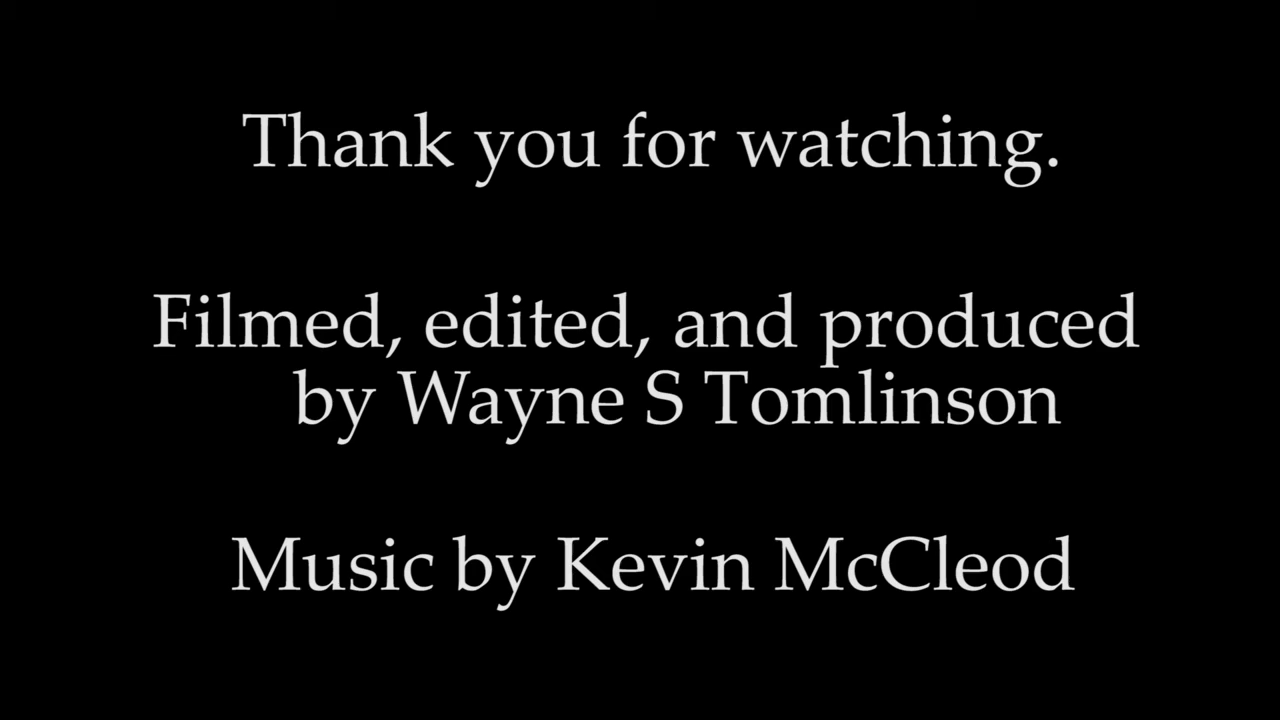 Thank you for watching.
Filmed, edited, and produced
by Wayne S Tomlinson
Music by Kevin McCleod